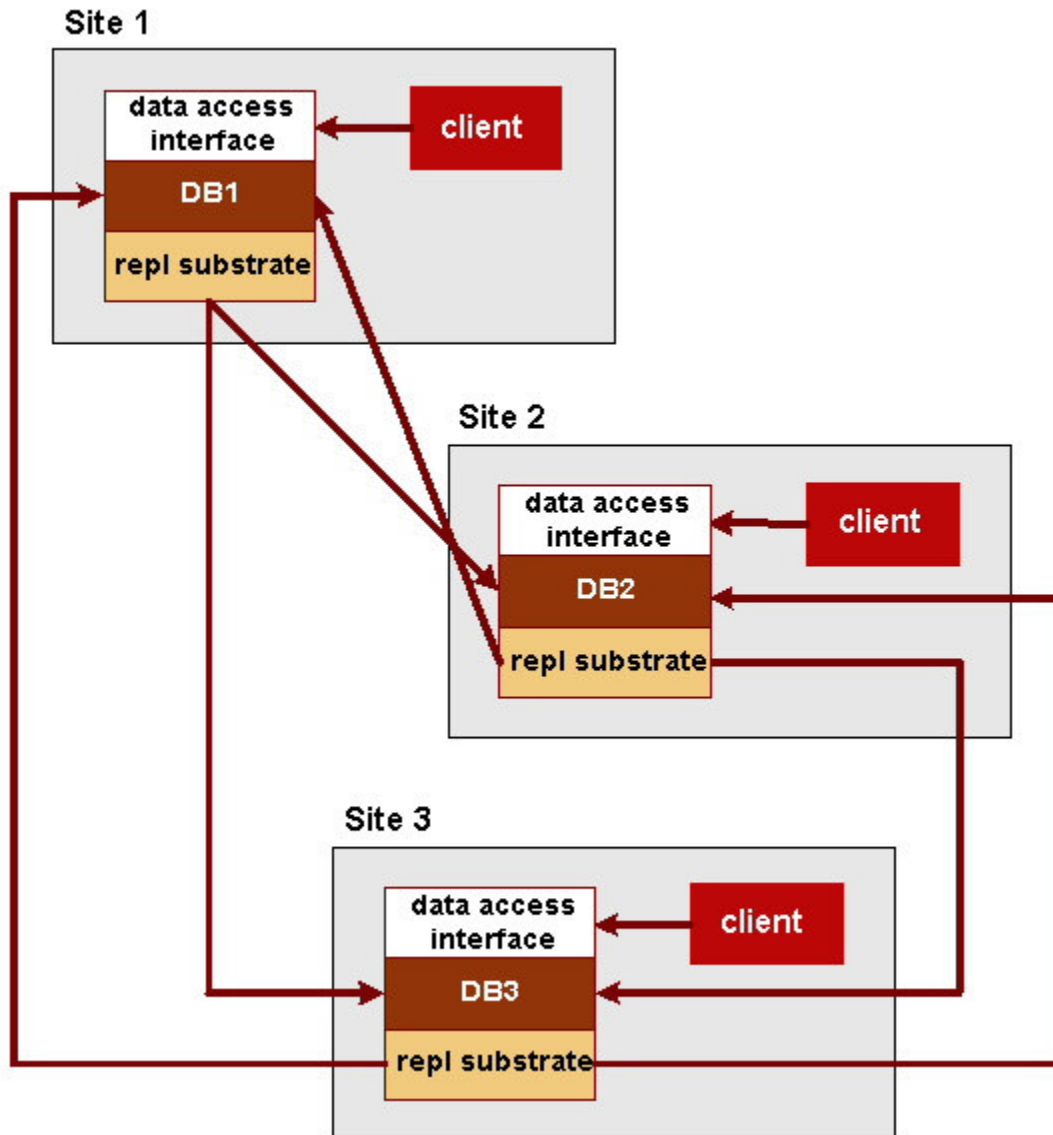 Site 1
data access
interface
client
DB1
repl substrate
Site 2
data access
interface
client
DB2
repl substrate
Site 3
data access
interface
client
DB3
repl substrate